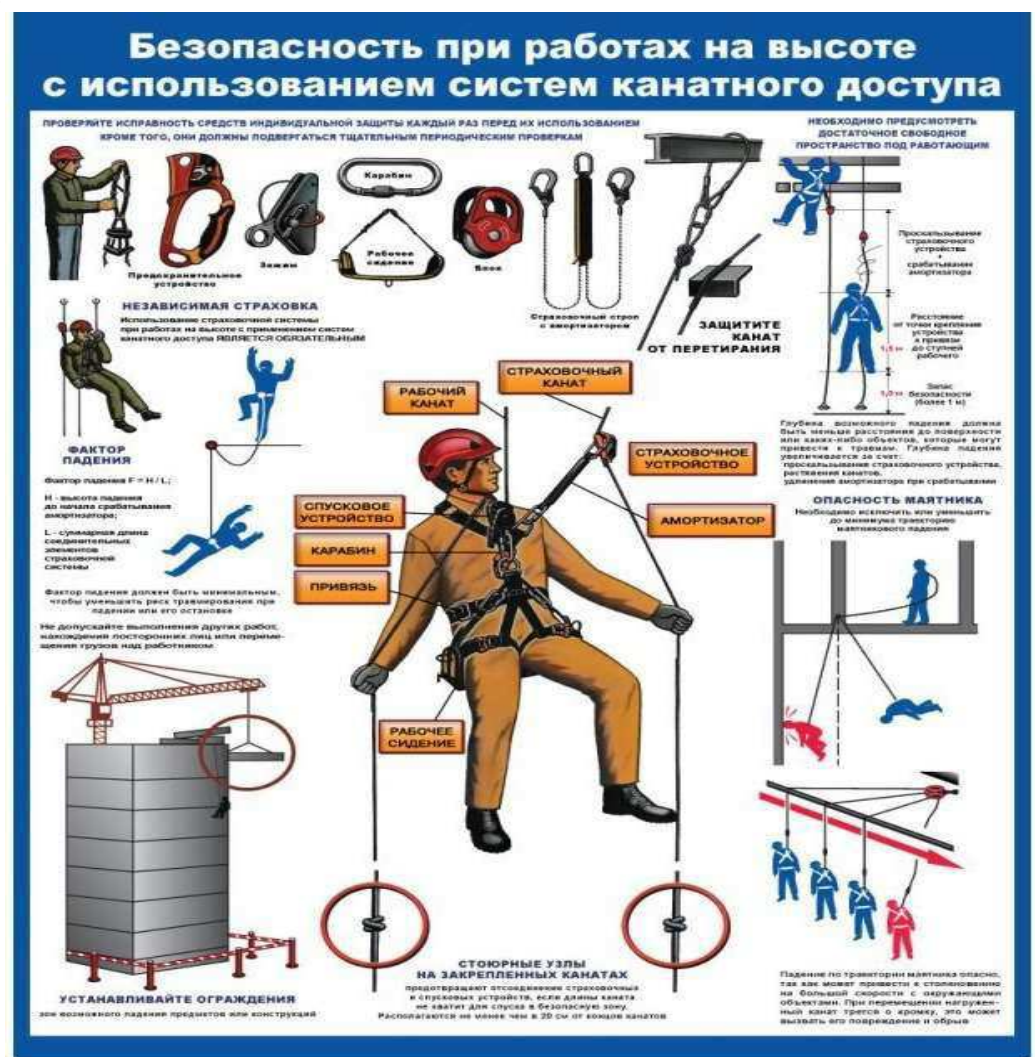 Безопасность при работах на высоте
с использованием систем канатного доступа
ПРОВЕРЯЙТЕ ИСПРАВНОСТЬ СРЕДСТВ ИНДИВИДУАЛЬНОЙ ЗАЩИТЫ КАЖДЫЙ РАЗ ПЕРЕД ИХ ИСПОЛЬЗОВАНИЕМ
КРОМЕ ТОГО, ОНИ ДОЛЖНЫ ПОДВЕРГАТЬСЯ ТЩАТЕЛЬНЫМ ПЕРИОДИЧЕСКИМ ПРОВЕРКАМ
Предохранительное
устройство
Зажим
Карабин
Рабочее
сидение
Блок
Страховочный строп
с амортизатором
ЗАЩИТИТЕ
КАНАТ
ОТ ПЕРЕТИРАНИЯ
НЕОБХОДИМО ПРЕДУСМОТРЕТЬ
ДОСТАТОЧНОЕ СВОБОДНОЕ
ПРОСТРАНСТВО ПОД РАБОТАЮЩИМ
Проскальзывание
страховочного
устройства
+
срабатывание
амортизатора
Расстояние
от точки крепления
устройства
к привязи
до ступней
рабочего
1,5 м
Запас
безопасности
(более 1 м)
1,0 м
Глубина возможного падения должна
быть меньше расстояния до поверхности
или каких-либо объектов, которые могут
привести к травмам. Глубина падения
увеличивается за счет:
проскальзывания страховочного устройства,
растяжения канатов,
удлинения амортизатора при срабатывании
НЕЗАВИСИМАЯ СТРАХОВКА
Использование страховочной системы
при работах на высоте с применением систем
канатного доступа ЯВЛЯЕТСЯ ОБЯЗАТЕЛЬНЫМ
ФАКТОР
ПАДЕНИЯ
Фактор падения F = H / L;
H - высота падения
до начала срабатывания
амортизатора;
L - суммарная длина
соединительных
элементов
страховочной
системы
Фактор падения должен быть минимальным,
чтобы уменьшить риск травмирования при
падении или его остановке
Не допускайте выполнения других работ,
нахождения посторонних лиц или переме-
щения грузов над работником
РАБОЧИЙ
КАНАТ
СТРАХОВОЧНЫЙ
КАНАТ
СТРАХОВОЧНОЕ
УСТРОЙСТВО
АМОРТИЗАТОР
СПУСКОВОЕ
УСТРОЙСТВО
КАРАБИН
ПРИВЯЗЬ
РАБОЧЕЕ
СИДЕНИЕ
ОПАСНОСТЬ МАЯТНИКА
Необходимо исключить или уменьшить
до минимума траекторию
маятникового падения
УСТАНАВЛИВАЙТЕ ОГРАЖДЕНИЯ
зон возможного падения предметов или конструкций
СТОЮРНЫЕ УЗЛЫ
НА ЗАКРЕПЛЕННЫХ КАНАТАХ
предотвращают отсоединение страховочных
и спусковых устройств, если длины каната
не хватит для спуска в безопасную зону.
Располагаются не менее чем в 20 см от концов канатов
Падение по траектории маятника опасно,
так как может привести к столкновению
на большой скорости с окружающими
объектами. При перемещении нагружен-
ный канат трется о кромку, это может
вызвать его повреждение и обрыв